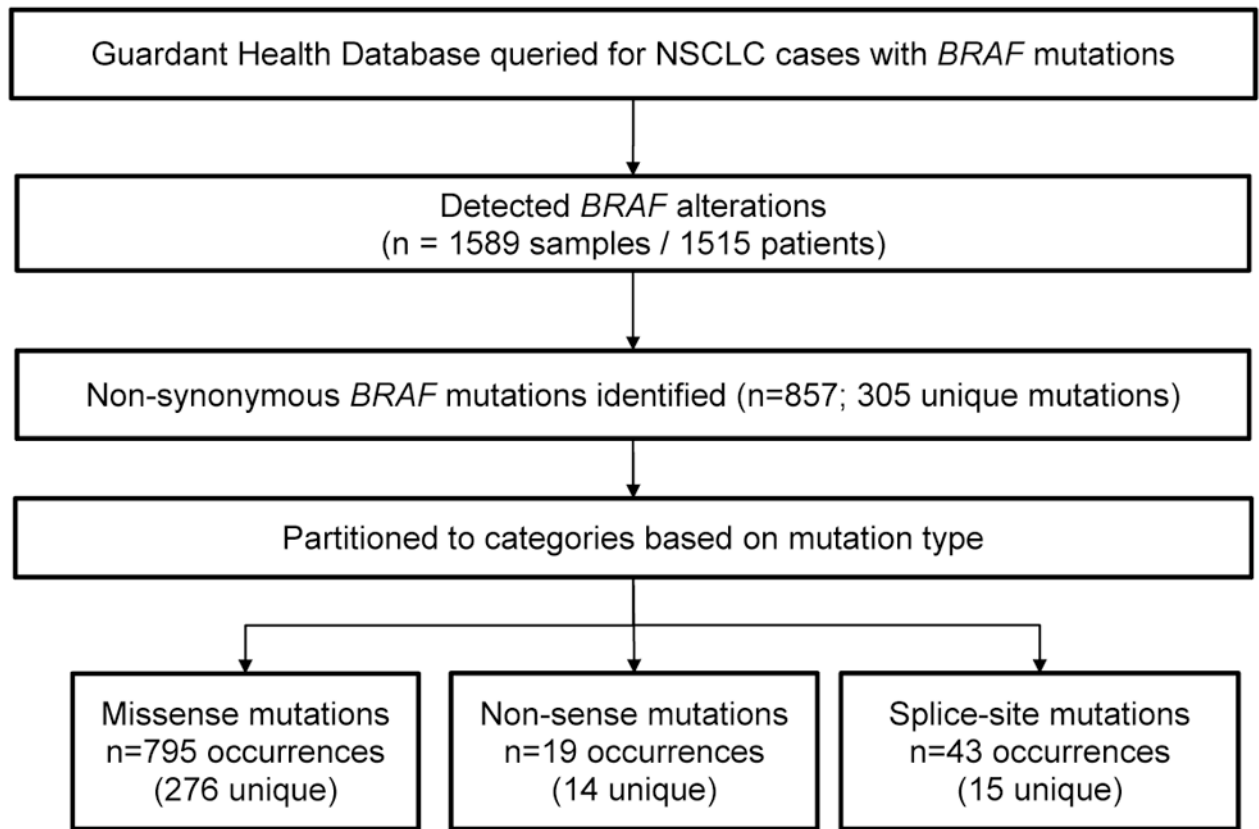 Guardant Health Database queried for NSCLC cases with BRAF mutations
Detected BRAF alterations
(n = 1589 samples / 1515 patients)
Non-synonymous BRAF mutations identified (n=857; 305 unique mutations)
Partitioned to categories based on mutation type
Missense mutations
n=795 occurrences
(276 unique)
Non-sense mutations
n=19 occurrences
(14 unique)
Splice-site mutations
n=43 occurrences
(15 unique)